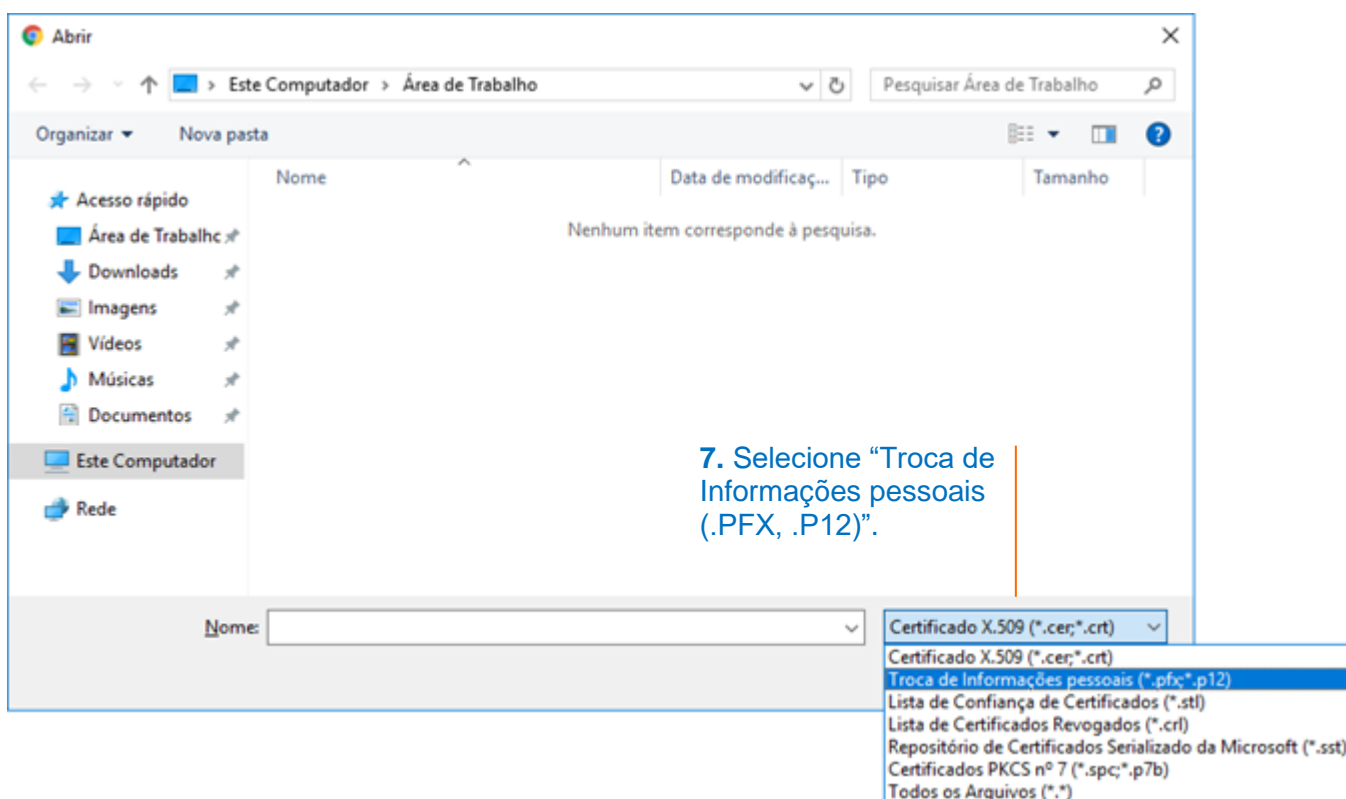 Abrir
Este Computador > Área de Trabalho
Pesquisar Área de Trabalho
Organizar
Nova pasta
Nome
Data de modificaç...
Tipo
Tamanho
Nenhum item corresponde à pesquisa.
Acesso rápido
Área de Trabalhc
Downloads
Imagens
Vídeos
Músicas
Documentos
Este Computador
Rede
7. Selecione “Troca de
Informações pessoais
(.PFX, .P12)”.
Nome:
Certificado X.509 (*.cer;*.crt)
Certificado X.509 (*.cer;*.crt)
Troca de Informações pessoais (*.pfx;*.p12)
Lista de Confiança de Certificados (*.stl)
Lista de Certificados Revogados (*.crl)
Repositório de Certificados Serializado da Microsoft (*.sst)
Certificados PKCS nº 7 (*.spc;*.p7b)
Todos os Arquivos (*.*)